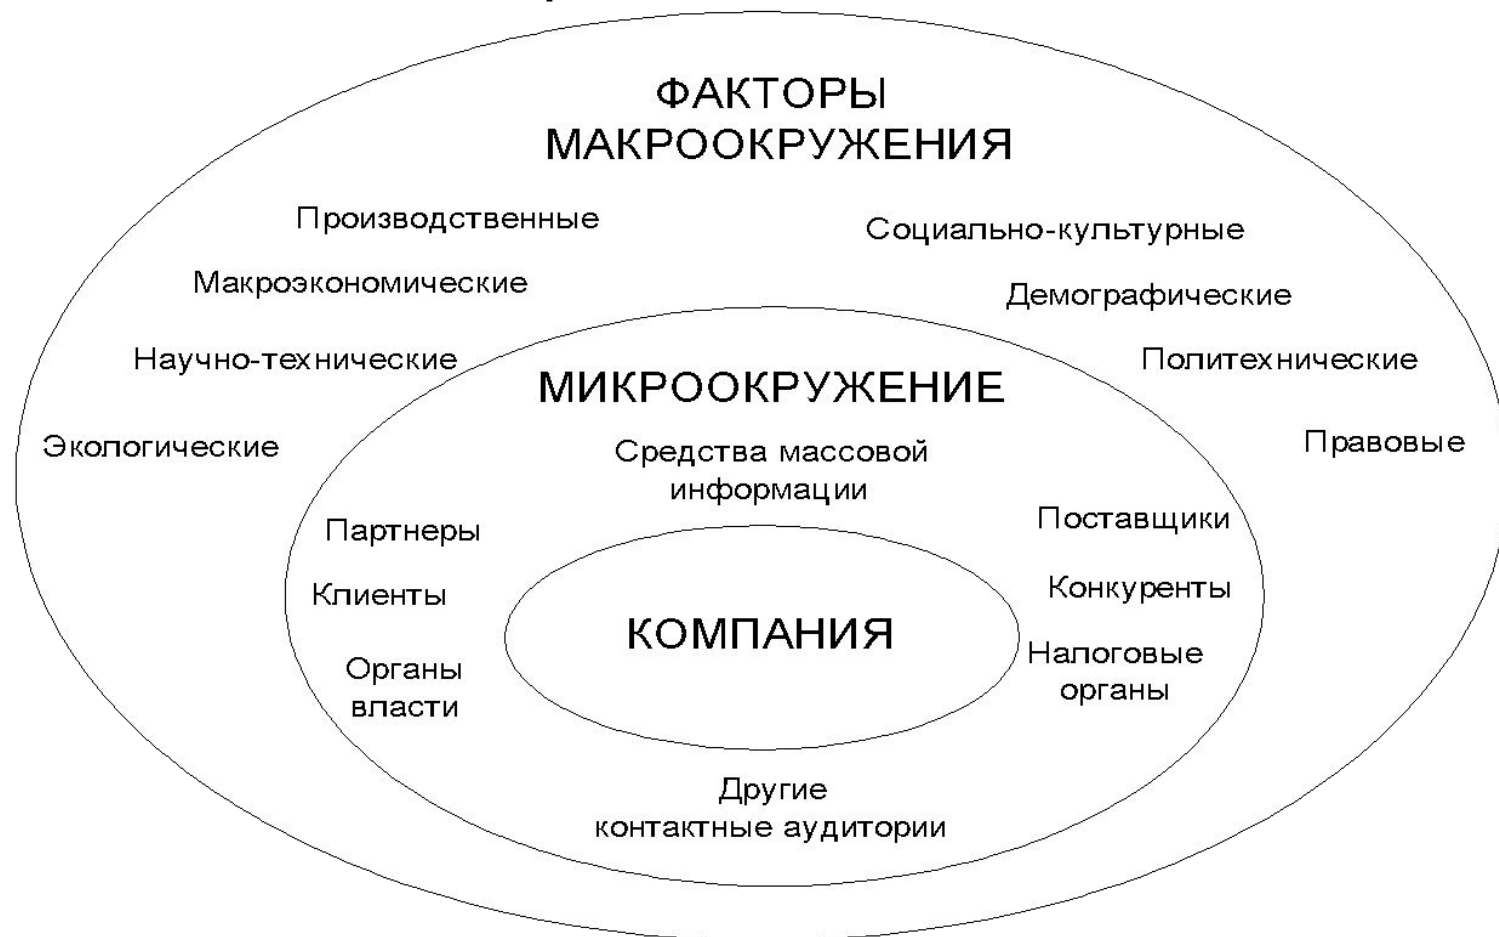 ФАКТОРЫ
МАКРООКРУЖЕНИЯ
Производственные
Социально-культурные
Макроэкономические
Демографические
Научно-технические
Политехнические
Экологические
Правовые
МИКРООКРУЖЕНИЕ
Средства массовой
информации
Партнеры
Поставщики
Клиенты
Конкуренты
КОМПАНИЯ
Органы
власти
Налоговые
органы
Другие
контактные аудитории